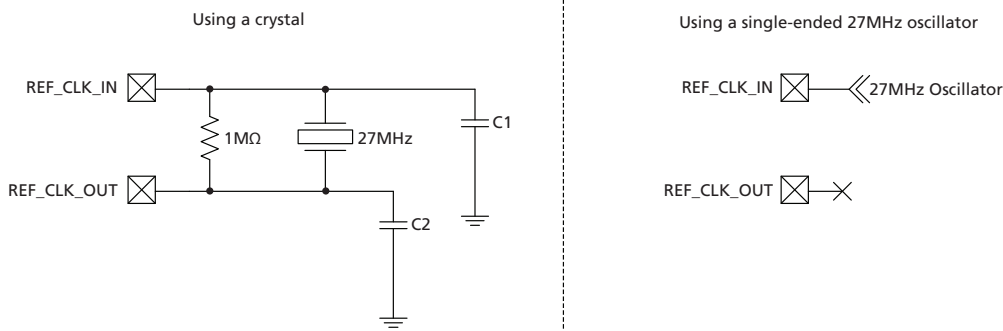 Using a crystal
REF_CLK_IN
1MΩ
27MHz
C1
REF_CLK_OUT
C2
Using a single-ended 27MHz oscillator
REF_CLK_IN
27MHz Oscillator
REF_CLK_OUT